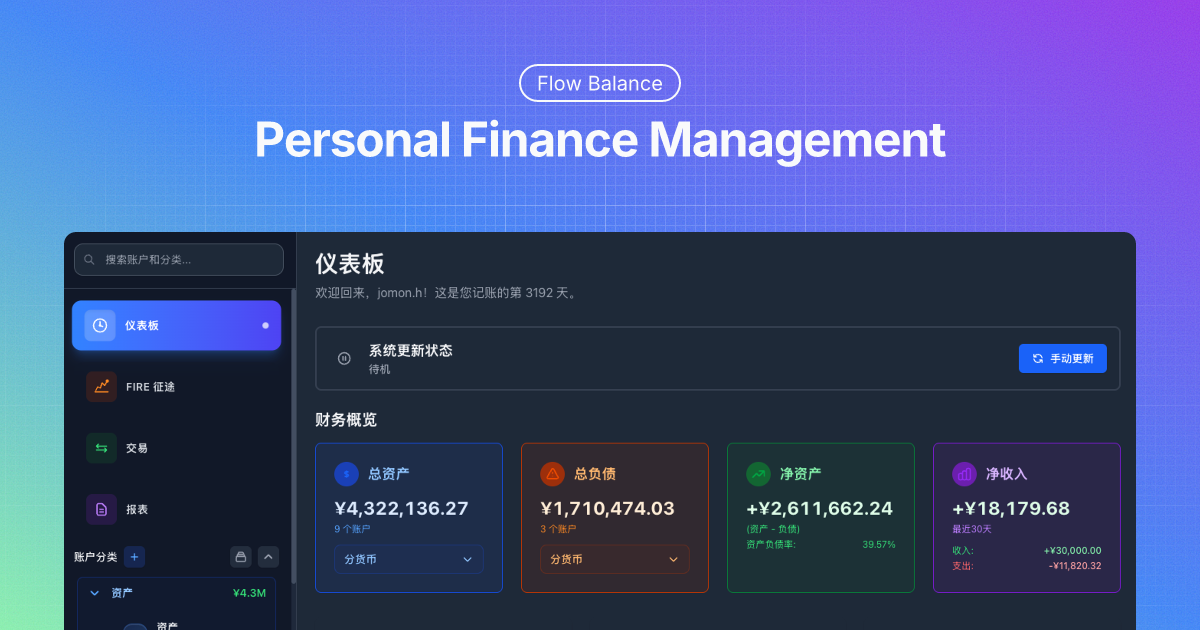 Flow Balance
Personal Finance Management
搜索账户和分类...
仪表板
FIRE 征途
交易
报表
账户分类
资产 ¥4.3M
资产
仪表板
欢迎回来，jomon.h！这是您记账的第 3192 天。
系统更新状态
待机
手动更新
财务概览
总资产
¥4,322,136.27
9 个账户
分货币
总负债
¥1,710,474.03
3 个账户
分货币
净资产
+¥2,611,662.24
(资产 - 负债)
资产负债率: 39.57%
净收入
+¥18,179.68
最近30天
收入: +¥30,000.00
支出: -¥11,820.32